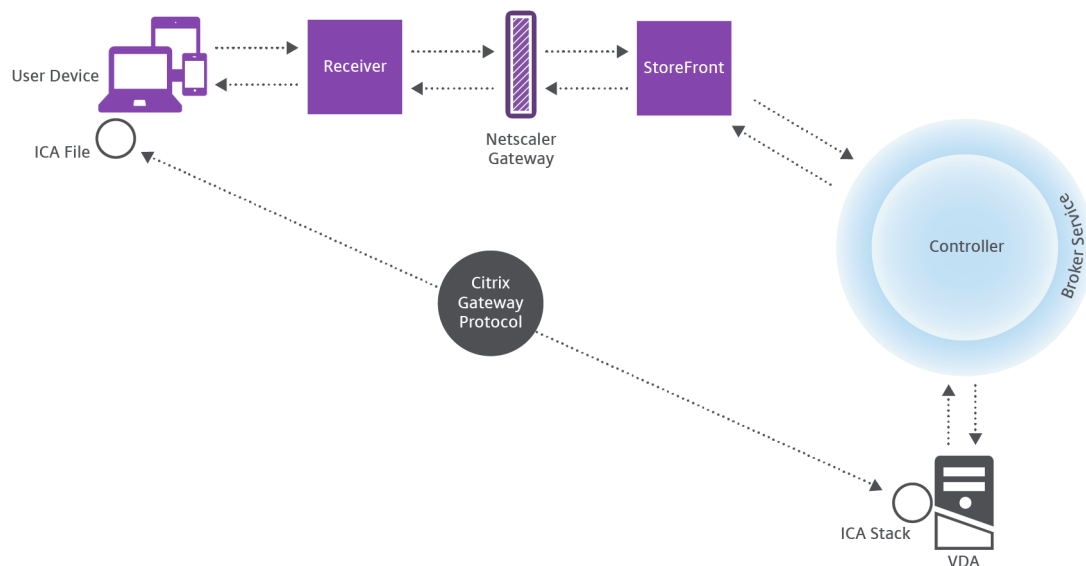 User Device
Receiver
StoreFront
ICA File
Netscaler
Gateway
Controller
Broker Service
Citrix
Gateway
Protocol
ICA Stack
VDA